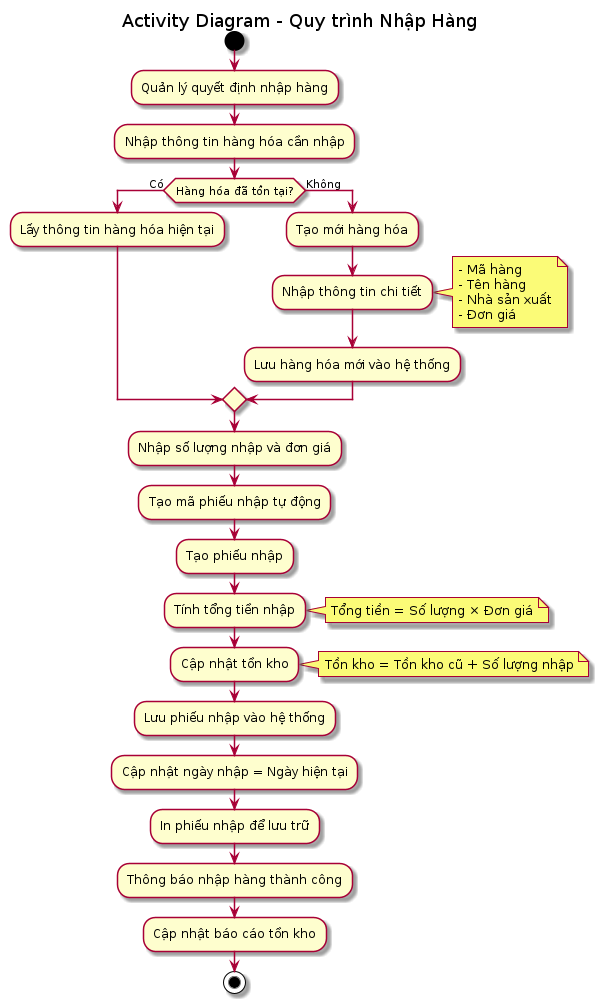 Activity Diagram - Quy trình Nhập Hàng
Quản lý quyết định nhập hàng
Nhập thông tin hàng hóa cần nhập
Có
Hàng hóa đã tồn tại?
Không
Lấy thông tin hàng hóa hiện tại
Tạo mới hàng hóa
Nhập thông tin chi tiết
- Mã hàng
- Tên hàng
- Nhà sản xuất
- Đơn giá
Lưu hàng hóa mới vào hệ thống
Nhập số lượng nhập và đơn giá
Tạo mã phiếu nhập tự động
Tạo phiếu nhập
Tính tổng tiền nhập
Tổng tiền = Số lượng × Đơn giá
Cập nhật tồn kho
Tồn kho = Tồn kho cũ + Số lượng nhập
Lưu phiếu nhập vào hệ thống
Cập nhật ngày nhập = Ngày hiện tại
In phiếu nhập để lưu trữ
Thông báo nhập hàng thành công
Cập nhật báo cáo tồn kho